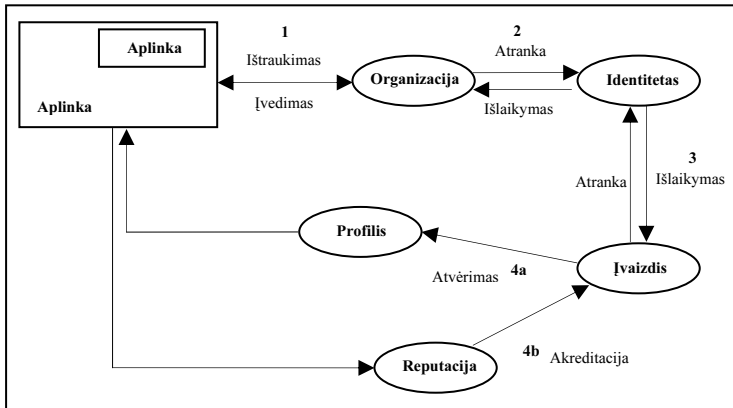 1
2
Aplinka
Ištraukimas
Atranka
Organizacija
Identitetas
Aplinka
Įvedimas
Išlaikymas
3
Atranka
Išlaikymas
Profilis
Atvėrimas
4a
Įvaizdis
4b
Akreditacija
Reputacija